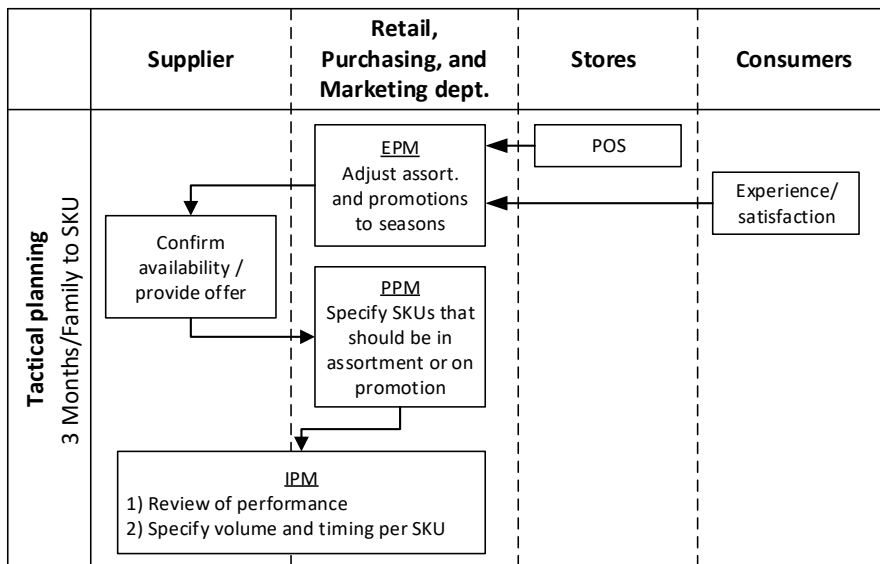 Supplier
Retail,
Purchasing, and
Marketing dept.
Stores
Consumers
Tactical planning
3 Months/Family to SKU
EPM
Adjust assort.
and promotions
to seasons
POS
Experience/
satisfaction
Confirm
availability /
provide offer
PPM
Specify SKUs that
should be in
assortment or on
promotion
IPM
1) Review of performance
2) Specify volume and timing per SKU